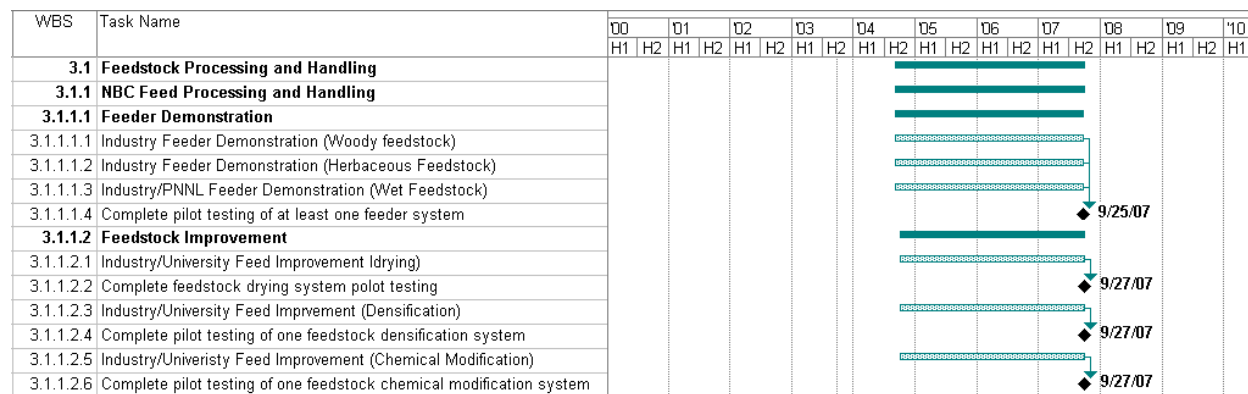 WBS Task Name '00 '01 '02 '03 '04 '05 '06 '07 '08 '09 '10
H1 H2 H1 H2 H1 H2 H1 H2 H1 H2 H1 H2 H1 H2 H1 H2 H1 H2 H1 H2 H1
3.1 Feedstock Processing and Handling
3.1.1 NBC Feed Processing and Handling
3.1.1.1 Feeder Demonstration
3.1.1.1.1 Industry Feeder Demonstration (Woody feedstock)
3.1.1.1.2 Industry Feeder Demonstration (Herbaceous Feedstock)
3.1.1.1.3 Industry/PNNL Feeder Demonstration (Wet Feedstock)
3.1.1.1.4 Complete pilot testing of at least one feeder system 9/25/07
3.1.1.2 Feedstock Improvement
3.1.1.2.1 Industry/University Feed Improvement Idrying)
3.1.1.2.2 Complete feedstock drying system polot testing 9/27/07
3.1.1.2.3 Industry/University Feed Imprvement (Densification)
3.1.1.2.4 Complete pilot testing of one feedstock densification system 9/27/07
3.1.1.2.5 Industry/Univeristy Feed Improvement (Chemical Modification)
3.1.1.2.6 Complete pilot testing of one feedstock chemical modification system 9/27/07